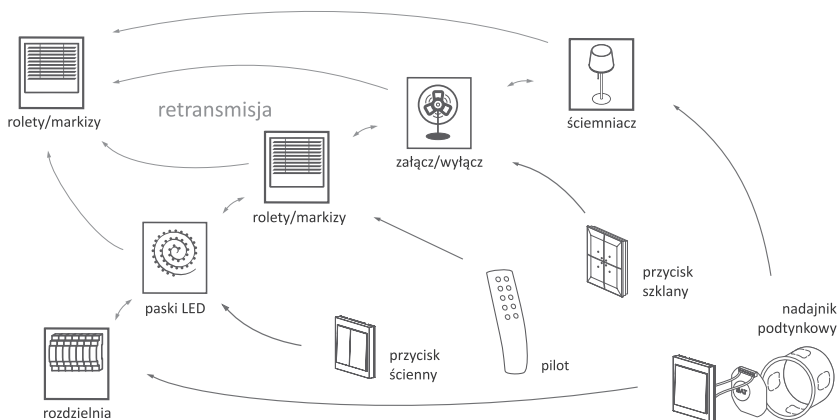 rolety/markizy
retransmisja
ściemniacz
załącz/wyłącz
rolety/markizy
paski LED
przycisk
szklany
nadajnik
podtynkowy
przycisk
ścienny
pilot
rozdzielnia